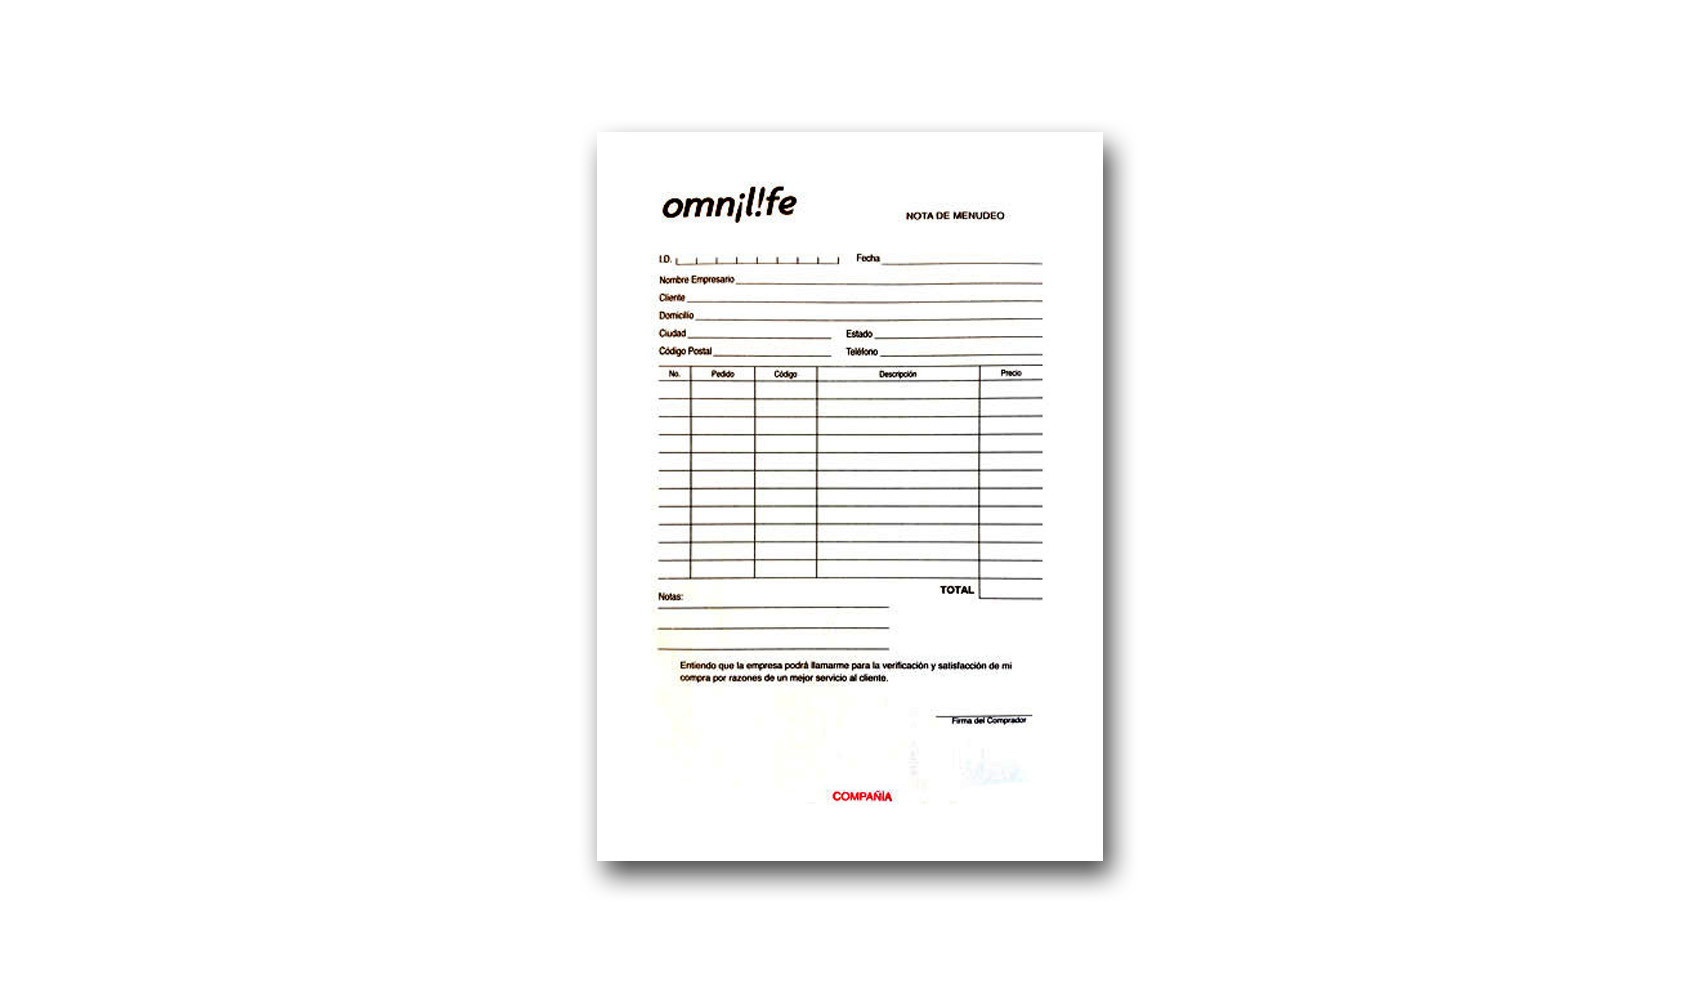 omn¡l!fe
NOTA DE MENUDEO
I.D. Fecha
Nombre Empresario
Cliente
Domicilio
Ciudad Estado
Código Postal Teléfono
No. Pedido Código Descripción Precio
TOTAL
Notas:
Entiendo que la empresa podrá llamarme para la verificación y satisfacción de mi
compra por razones de un mejor servicio al cliente.
Firma del Comprador
COMPAÑÍA